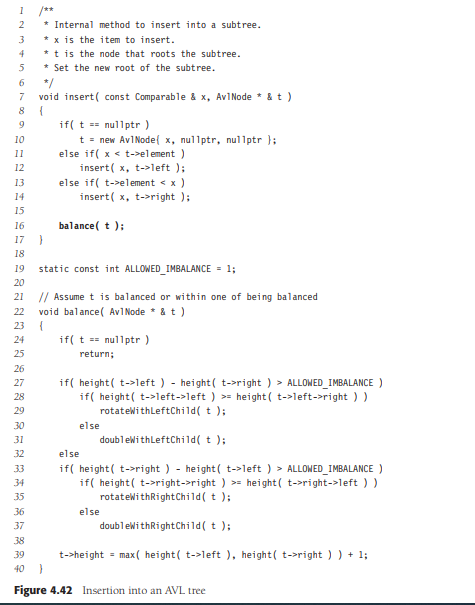 1 /**
2 * Internal method to insert into a subtree.
3 * x is the item to insert.
4 * t is the node that roots the subtree.
5 * Set the new root of the subtree.
6 */
7 void insert( const Comparable & x, AvlNode * & t )
8 {
9 if( t == nullptr )
10 t = new AvlNode{ x, nullptr, nullptr };
11 else if( x < t->element )
12 insert( x, t->left );
13 else if( t->element < x )
14 insert( x, t->right );
15
16 balance( t );
17 }
18
19 static const int ALLOWED_IMBALANCE = 1;
20
21 // Assume t is balanced or within one of being balanced
22 void balance( AvlNode * & t )
23 {
24 if( t == nullptr )
25 return;
26
27 if( height( t->left ) - height( t->right ) > ALLOWED_IMBALANCE )
28 if( height( t->left->left ) >= height( t->left->right ) )
29 rotateWithLeftChild( t );
30 else
31 doubleWithLeftChild( t );
32 else
33 if( height( t->right ) - height( t->left ) > ALLOWED_IMBALANCE )
34 if( height( t->right->right ) >= height( t->right->left ) )
35 rotateWithRightChild( t );
36 else
37 doubleWithRightChild( t );
38
39 t->height = max( height( t->left ), height( t->right ) ) + 1;
40 }
Figure 4.42 Insertion into an AVL tree